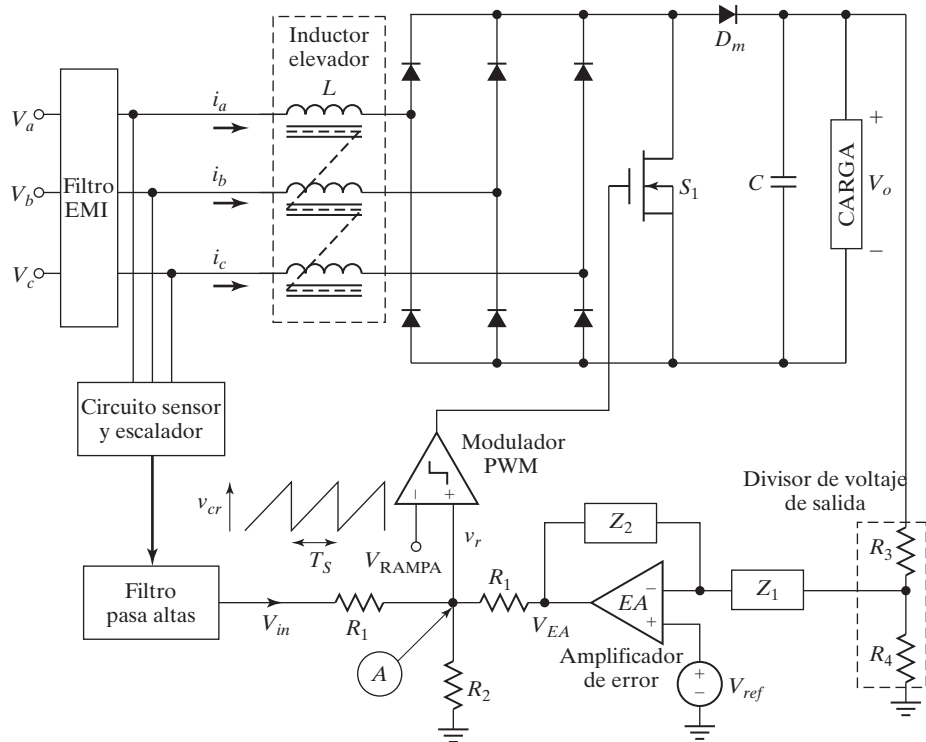 Inductor
elevador
D_m
L
i_a
V_a
i_b
V_b
Filtro
EMI
S_1
C
CARGA
+
V_o
−
i_c
V_c
Circuito sensor
y escalador
Modulador
PWM
− +
Divisor de voltaje
de salida
v_cr
T_S
V_RAMPA
v_r
Z_2
R_3
Filtro
pasa altas
V_in
R_1
R_1
V_EA
EA
−
+
Z_1
A
R_2
Amplificador
de error
+
−
V_ref
R_4